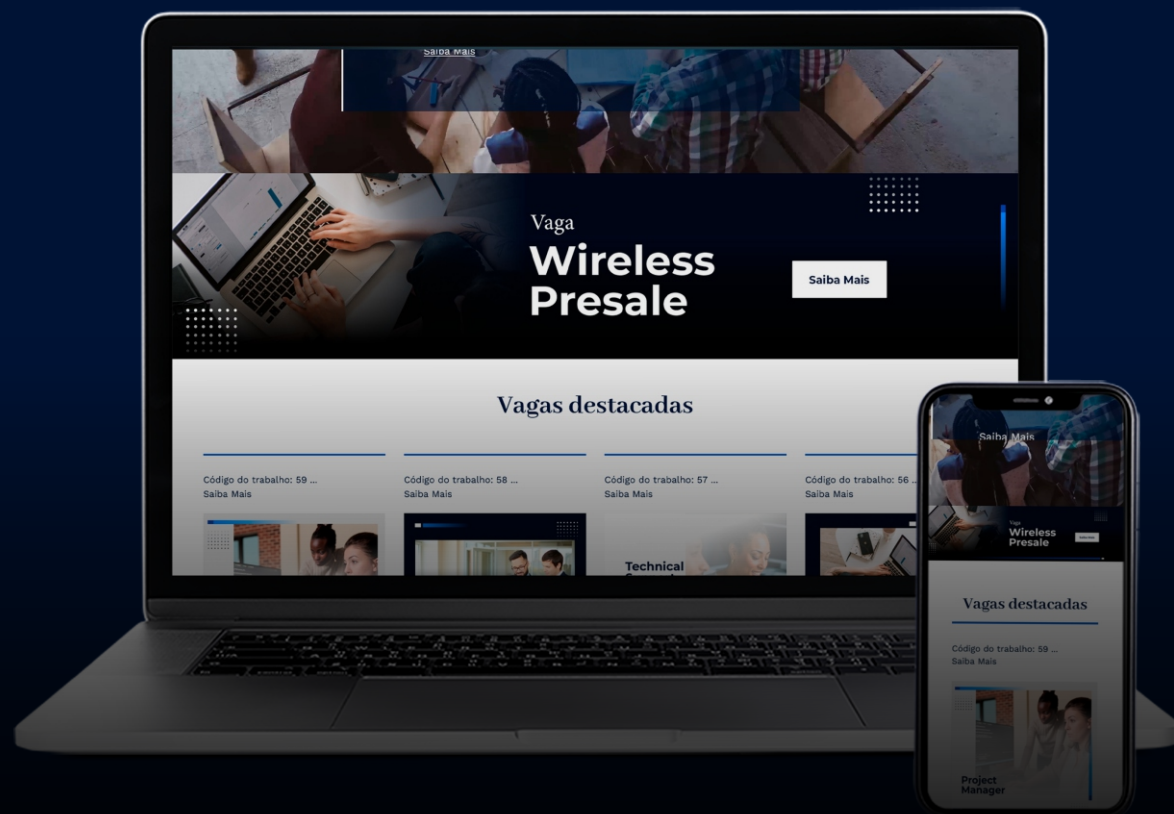 Saiba Mais
Vaga
Wireless
Presale
Saiba Mais
Vagas destacadas
Código do trabalho: 59 ...
Saiba Mais
Código do trabalho: 58 ...
Saiba Mais
Código do trabalho: 57 ...
Saiba Mais
Código do trabalho: 56 ...
Saiba Mais
Technical
Saiba Mais
Vaga
Wireless
Presale
Vagas destacadas
Código do trabalho: 59 ...
Saiba Mais
Project
Manager